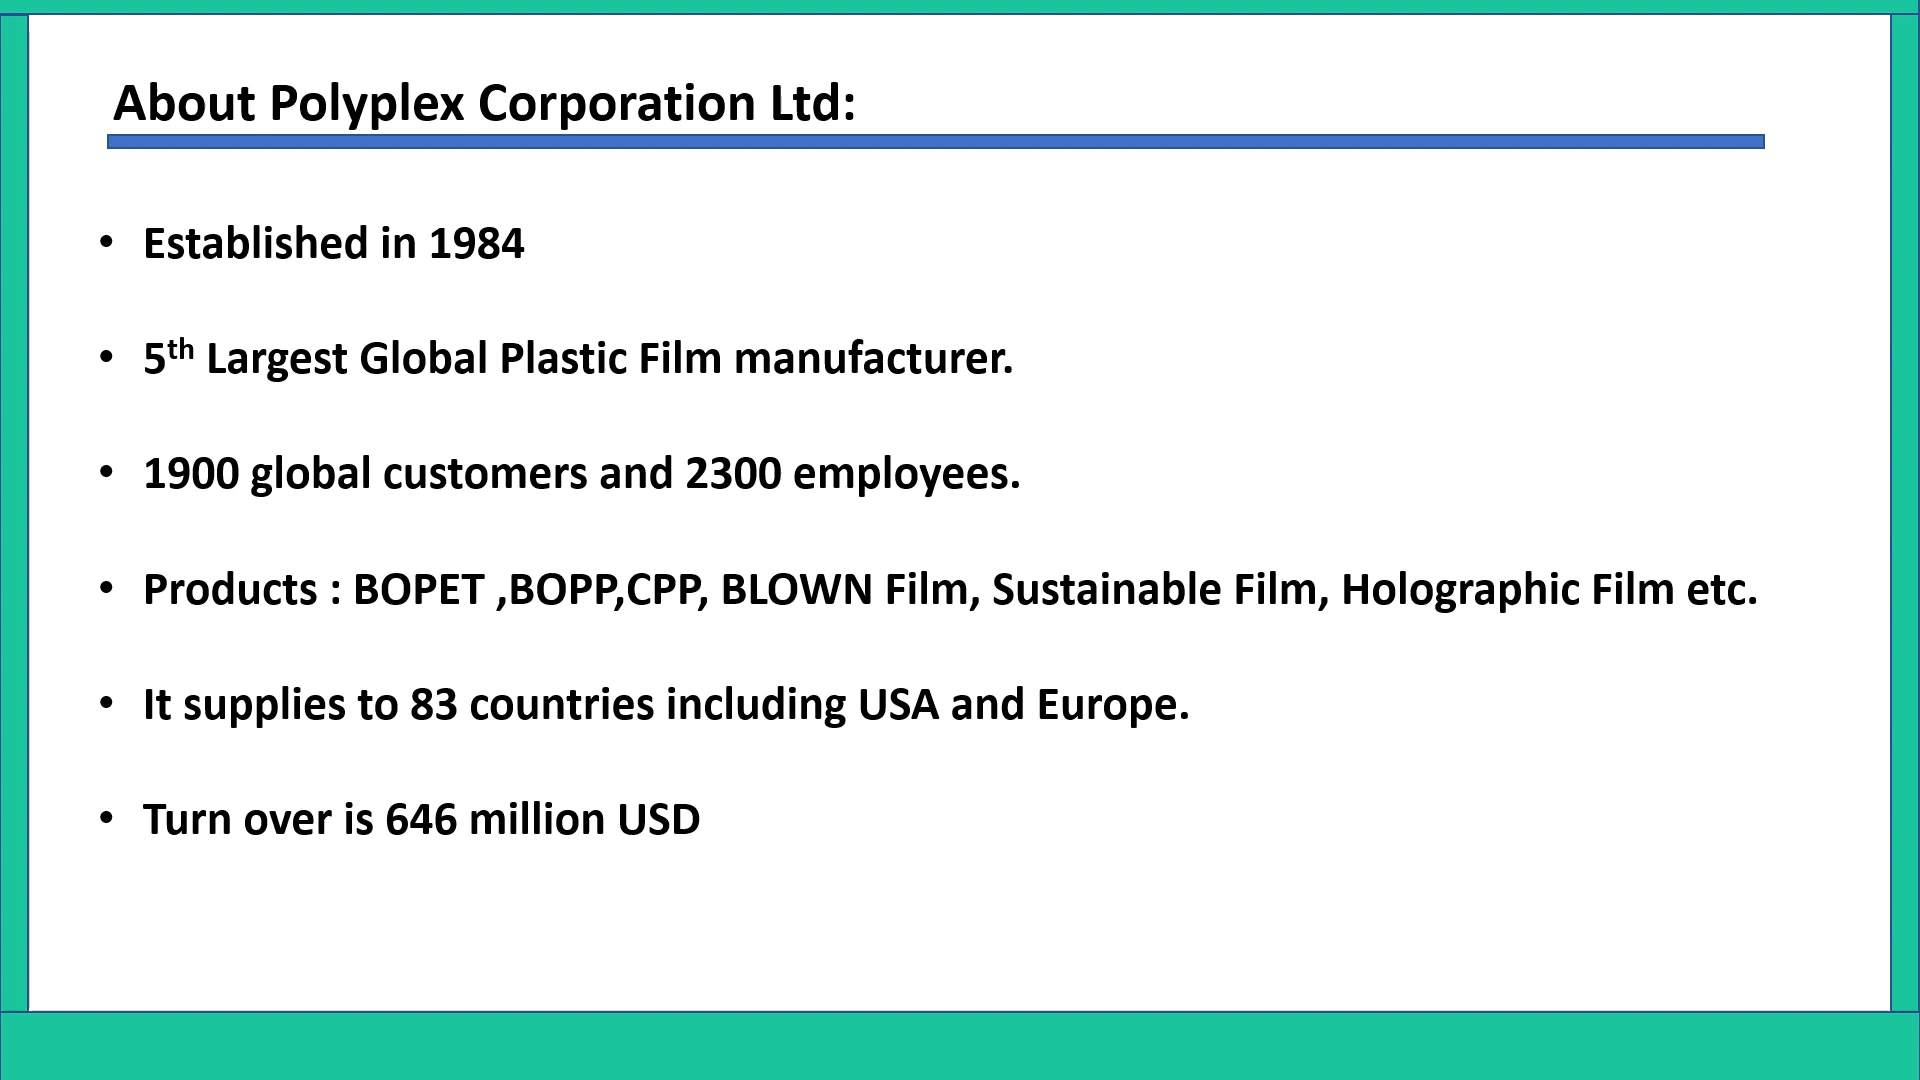 About Polyplex Corporation Ltd:
• Established in 1984
• 5th Largest Global Plastic Film manufacturer.
• 1900 global customers and 2300 employees.
• Products : BOPET ,BOPP,CPP, BLOWN Film, Sustainable Film, Holographic Film etc.
• It supplies to 83 countries including USA and Europe.
• Turn over is 646 million USD